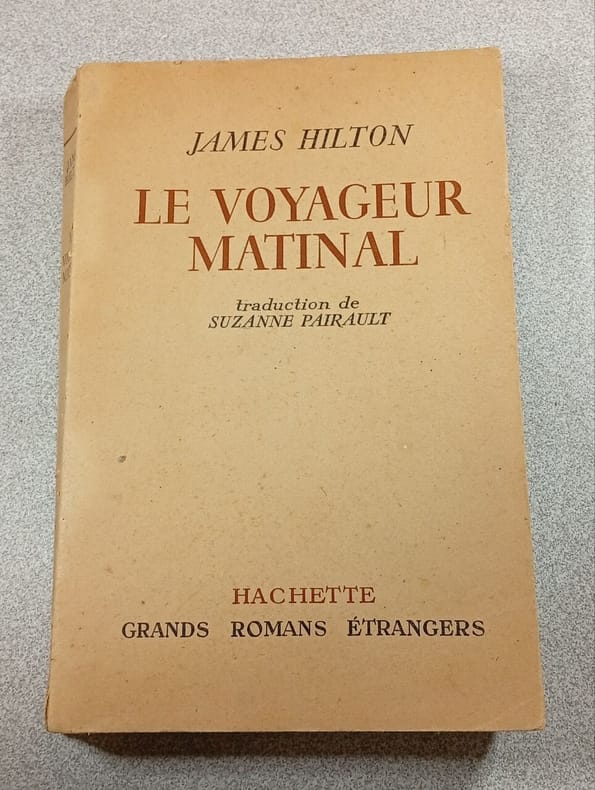 JAMES HILTON
LE VOYAGEUR
MATINAL
traduction de
SUZANNE PAIRAULT
HACHETTE
GRANDS ROMANS ÉTRANGERS